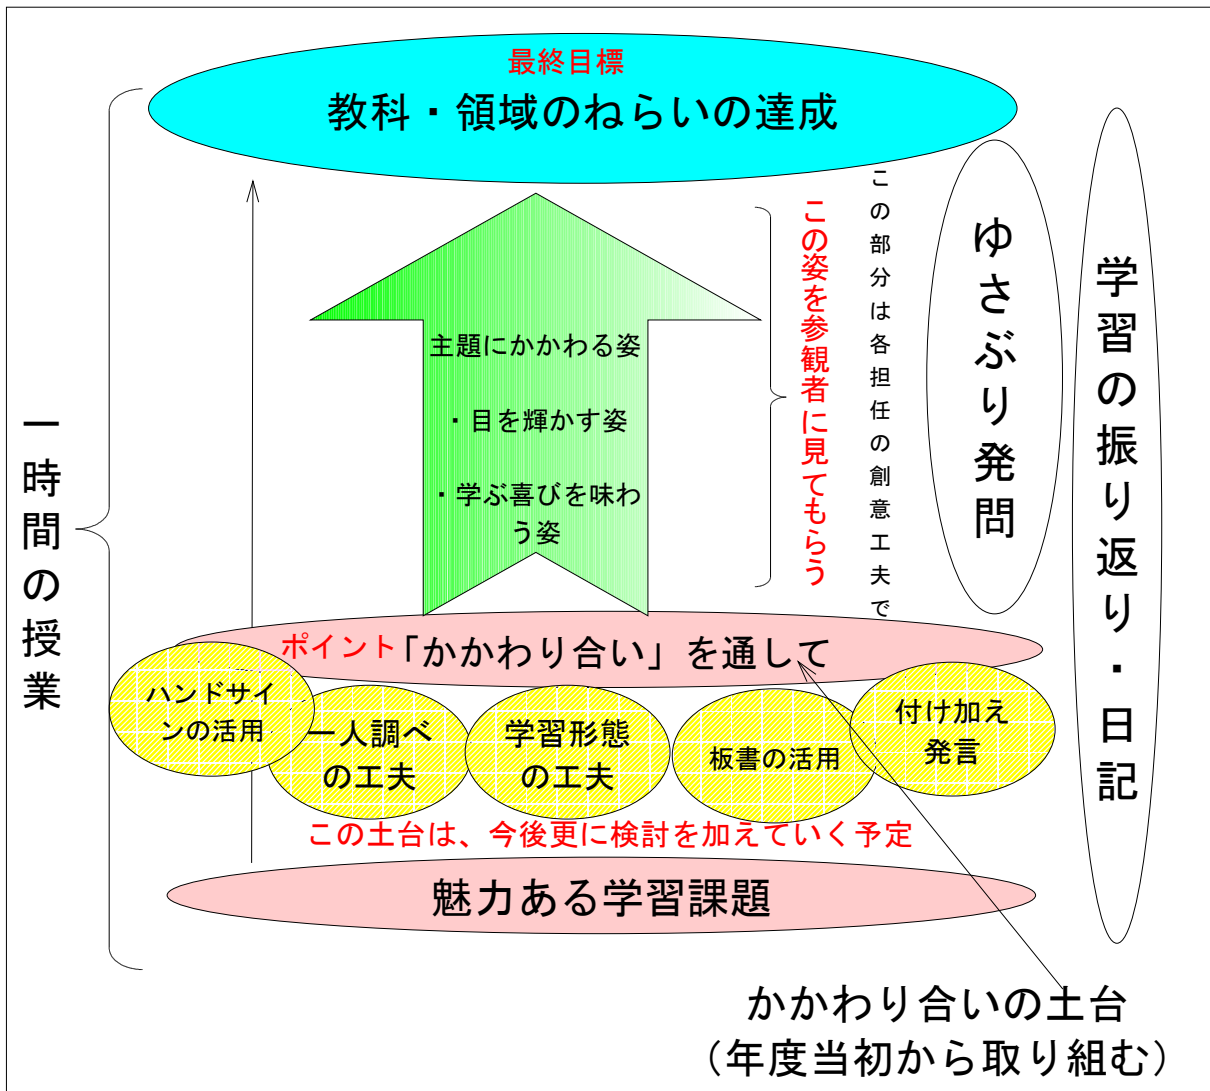 最終目標
教科・領域のねらいの達成
一時間の授業
主題にかかわる姿
・目を輝かす姿
・学ぶ喜びを味わ
う姿
この姿を参観者に見てもらう
この部分は各担任の創意工夫で
ゆさぶり発問
学習の振り返り・日記
ポイント「かかわり合い」を通して
ハンドサイ
ンの活用
一人調べ
の工夫
学習形態
の工夫
板書の活用
付け加え
発言
この土台は、今後更に検討を加えていく予定
魅力ある学習課題
かかわり合いの土台
（年度当初から取り組む）